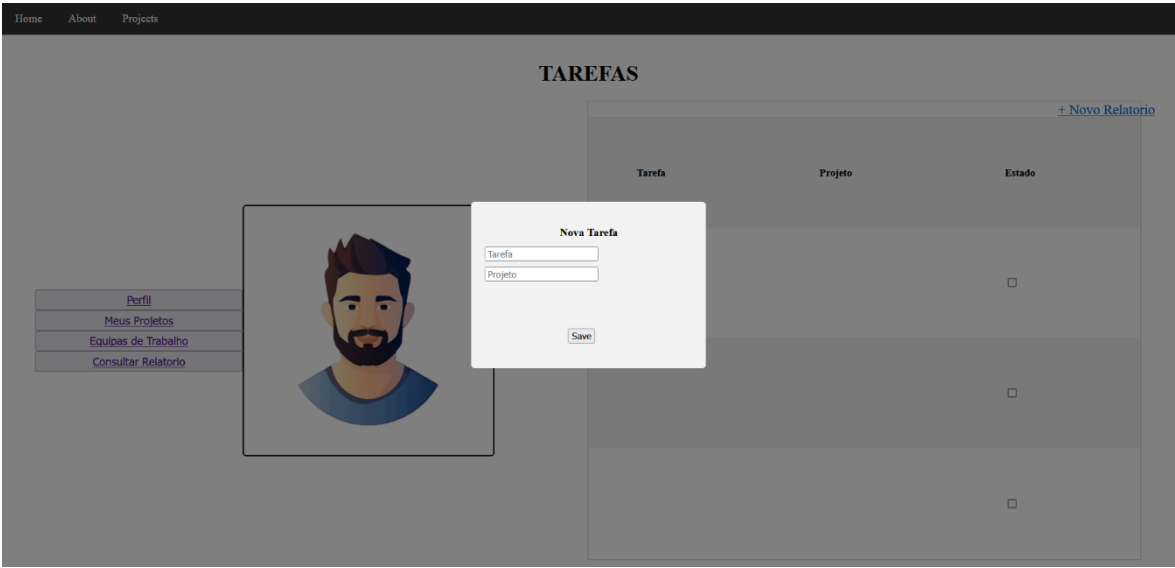 Home About Projects
TAREFAS
+ Novo Relatorio
Tarefa Projeto Estado
Nova Tarefa
Tarefa
Projeto
Save
Perfil
Meus Projetos
Equipas de Trabalho
Consultar Relatorio